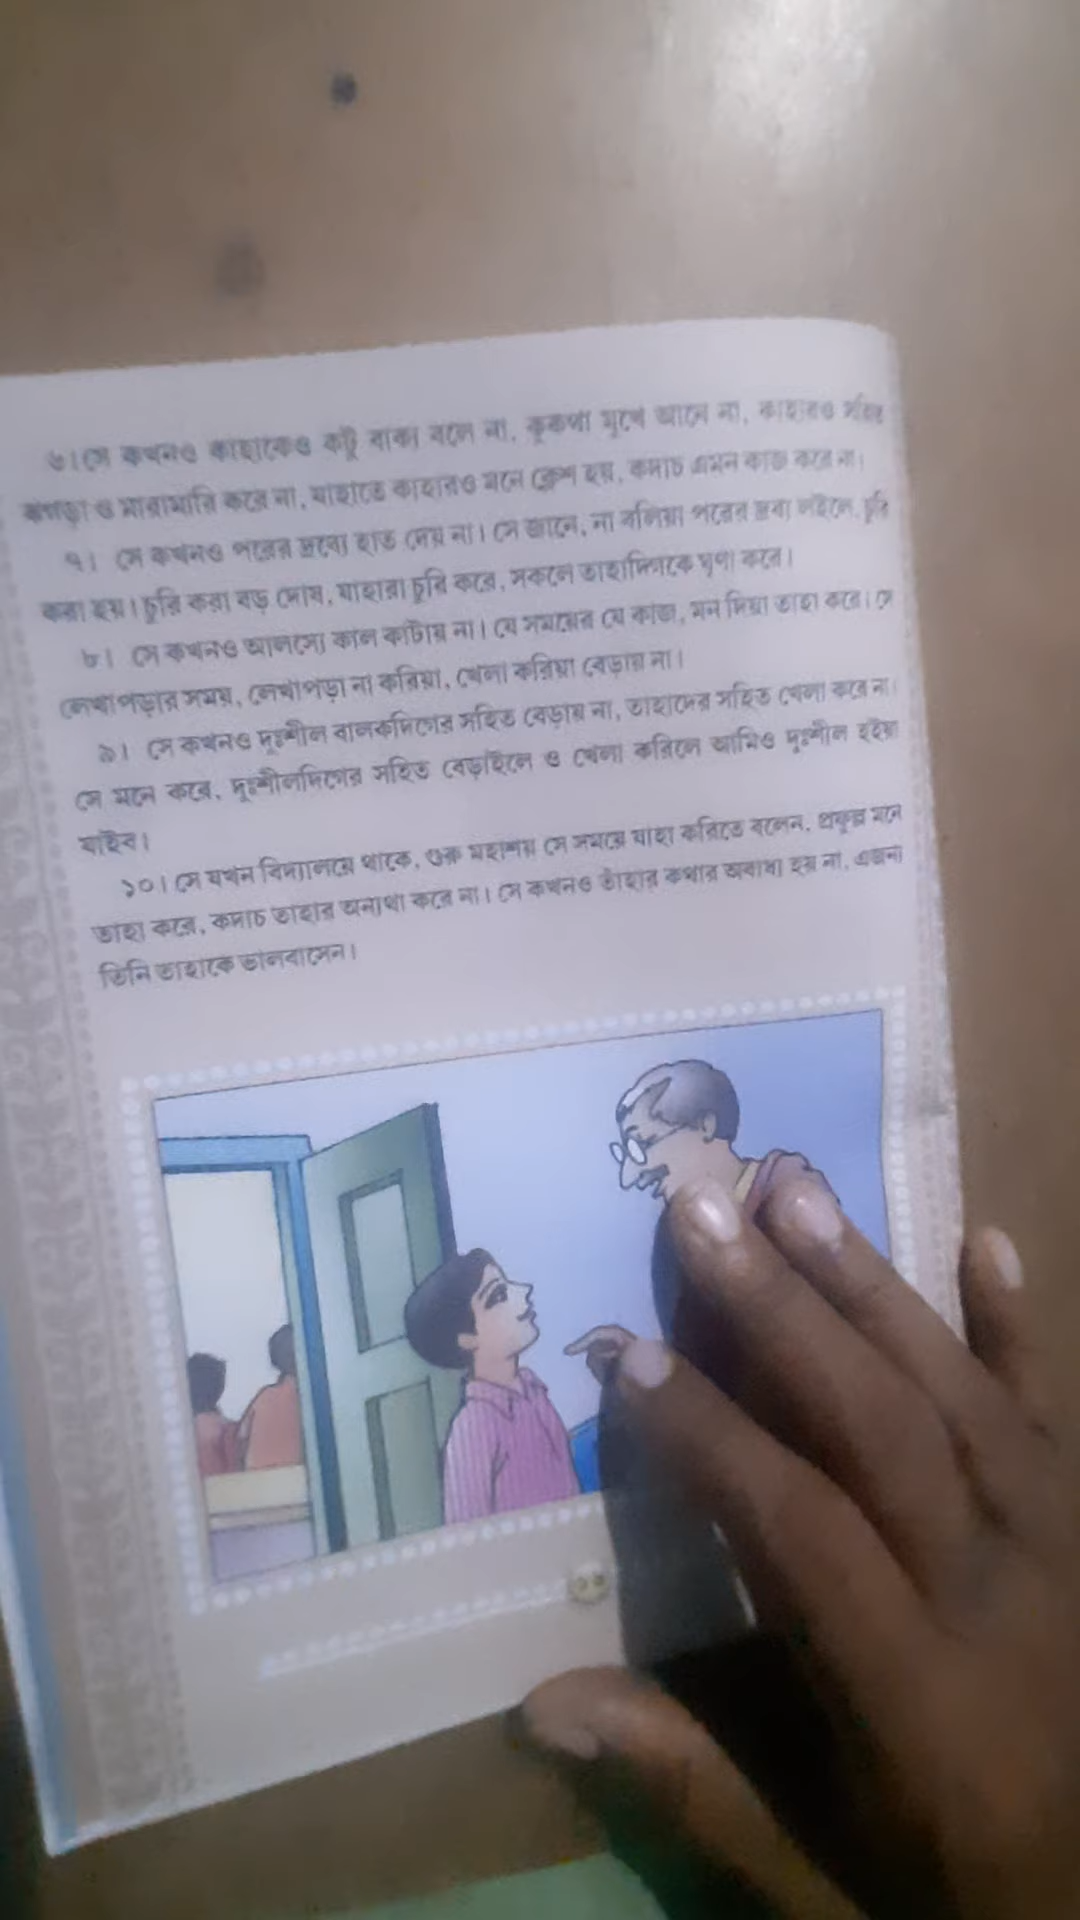 ৬। সে কখনও কাহাকেও কটু বাক্য বলে না, কুকথা মুখে আনে না, কাহারও সহিত
ঝগড়া ও মারামারি করে না, যাহাতে কাহারও মনে ক্লেশ হয়, কদাচ এমন কাজ করে না।
৭। সে কখনও পরের দ্রব্যে হাত দেয় না। সে জানে, না বলিয়া পরের দ্রব্য লইলে, চুরি
করা হয়। চুরি করা বড় দোষ, যাহারা চুরি করে, সকলে তাহাদিগকে ঘৃণা করে।
৮। সে কখনও আলস্যে কাল কাটায় না। যে সময়ের যে কাজ, মন দিয়া তাহা করে। সে
লেখাপড়ার সময়, লেখাপড়া না করিয়া, খেলা করিয়া বেড়ায় না।
৯। সে কখনও দুঃশীল বালকদিগের সহিত বেড়ায় না, তাহাদের সহিত খেলা করে না।
সে মনে করে, দুঃশীলদিগের সহিত বেড়াইলে ও খেলা করিলে আমিও দুঃশীল হইয়া
যাইব।
১০। সে যখন বিদ্যালয়ে থাকে, গুরু মহাশয় সে সময়ে যাহা করিতে বলেন, প্রফুল্ল মনে
তাহা করে, কদাচ তাহার অন্যথা করে না। সে কখনও তাঁহার কথার অবাধ্য হয় না, এজন্য
তিনি তাহাকে ভালবাসেন।